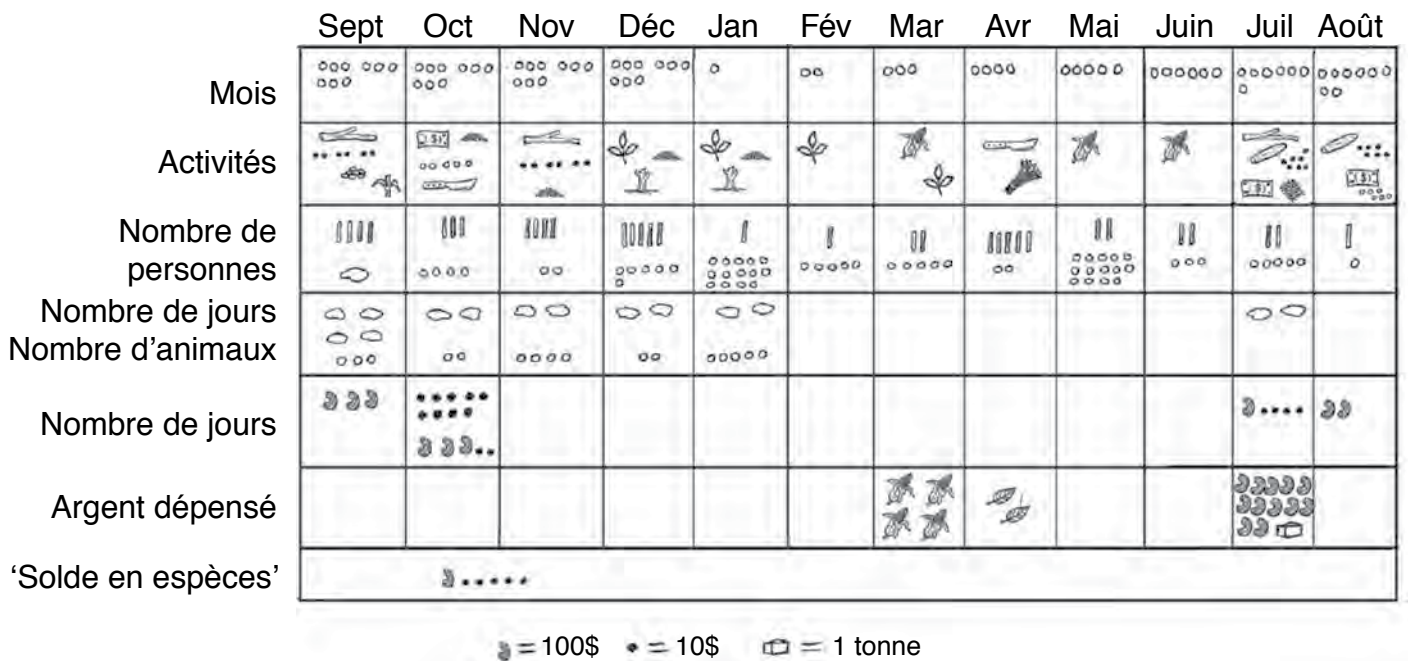 Sept Oct Nov Déc Jan Fév Mar Avr Mai Juin Juil Août
Mois
Activités
Nombre de
personnes
Nombre de jours
Nombre d’animaux
Nombre de jours
Argent dépensé
‘Solde en espèces’
= 100$ = 10$ = 1 tonne